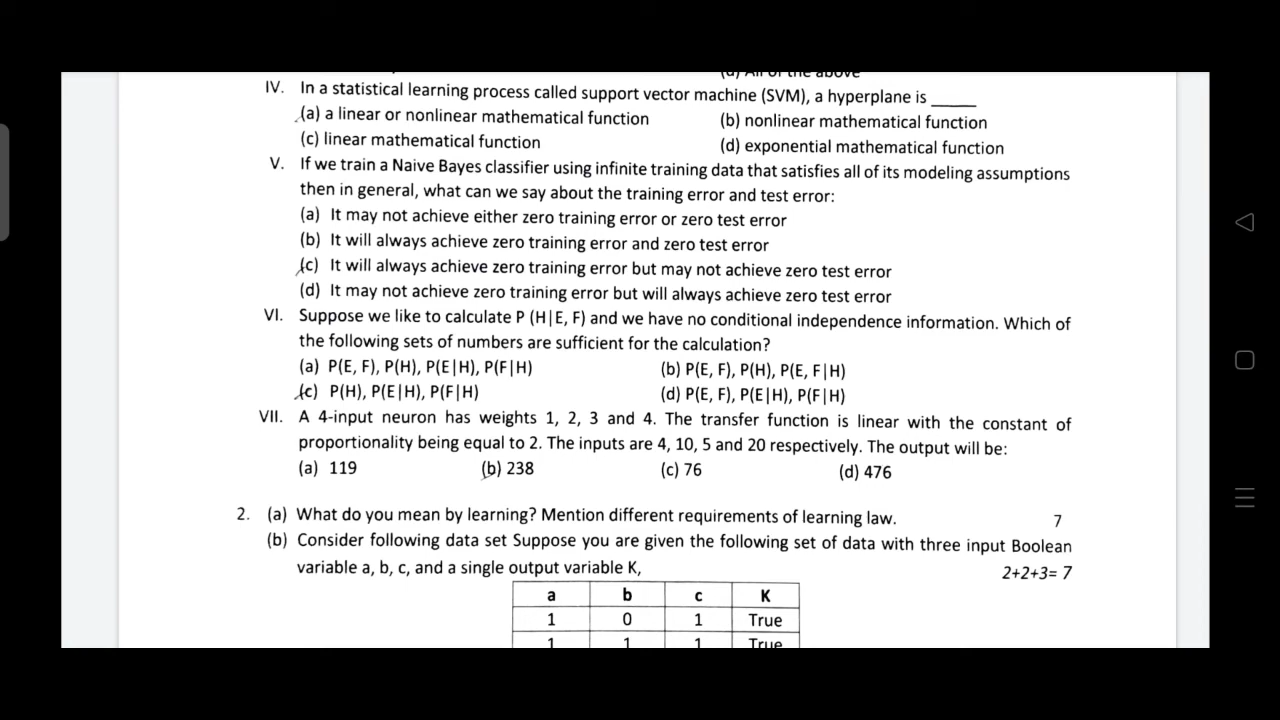 (d) All of the above
IV. In a statistical learning process called support vector machine (SVM), a hyperplane is _____
(a) a linear or nonlinear mathematical function (b) nonlinear mathematical function
(c) linear mathematical function (d) exponential mathematical function
V. If we train a Naive Bayes classifier using infinite training data that satisfies all of its modeling assumptions
then in general, what can we say about the training error and test error:
(a) It may not achieve either zero training error or zero test error
(b) It will always achieve zero training error and zero test error
(c) It will always achieve zero training error but may not achieve zero test error
(d) It may not achieve zero training error but will always achieve zero test error
VI. Suppose we like to calculate P (H|E, F) and we have no conditional independence information. Which of
the following sets of numbers are sufficient for the calculation?
(a) P(E, F), P(H), P(E|H), P(F|H) (b) P(E, F), P(H), P(E, F|H)
(c) P(H), P(E|H), P(F|H) (d) P(E, F), P(E|H), P(F|H)
VII. A 4-input neuron has weights 1, 2, 3 and 4. The transfer function is linear with the constant of
proportionality being equal to 2. The inputs are 4, 10, 5 and 20 respectively. The output will be:
(a) 119 (b) 238 (c) 76 (d) 476
2. (a) What do you mean by learning? Mention different requirements of learning law. 7
(b) Consider following data set Suppose you are given the following set of data with three input Boolean
variable a, b, c, and a single output variable K, 2+2+3= 7
a b c K
1 0 1 True
1 1 1 True